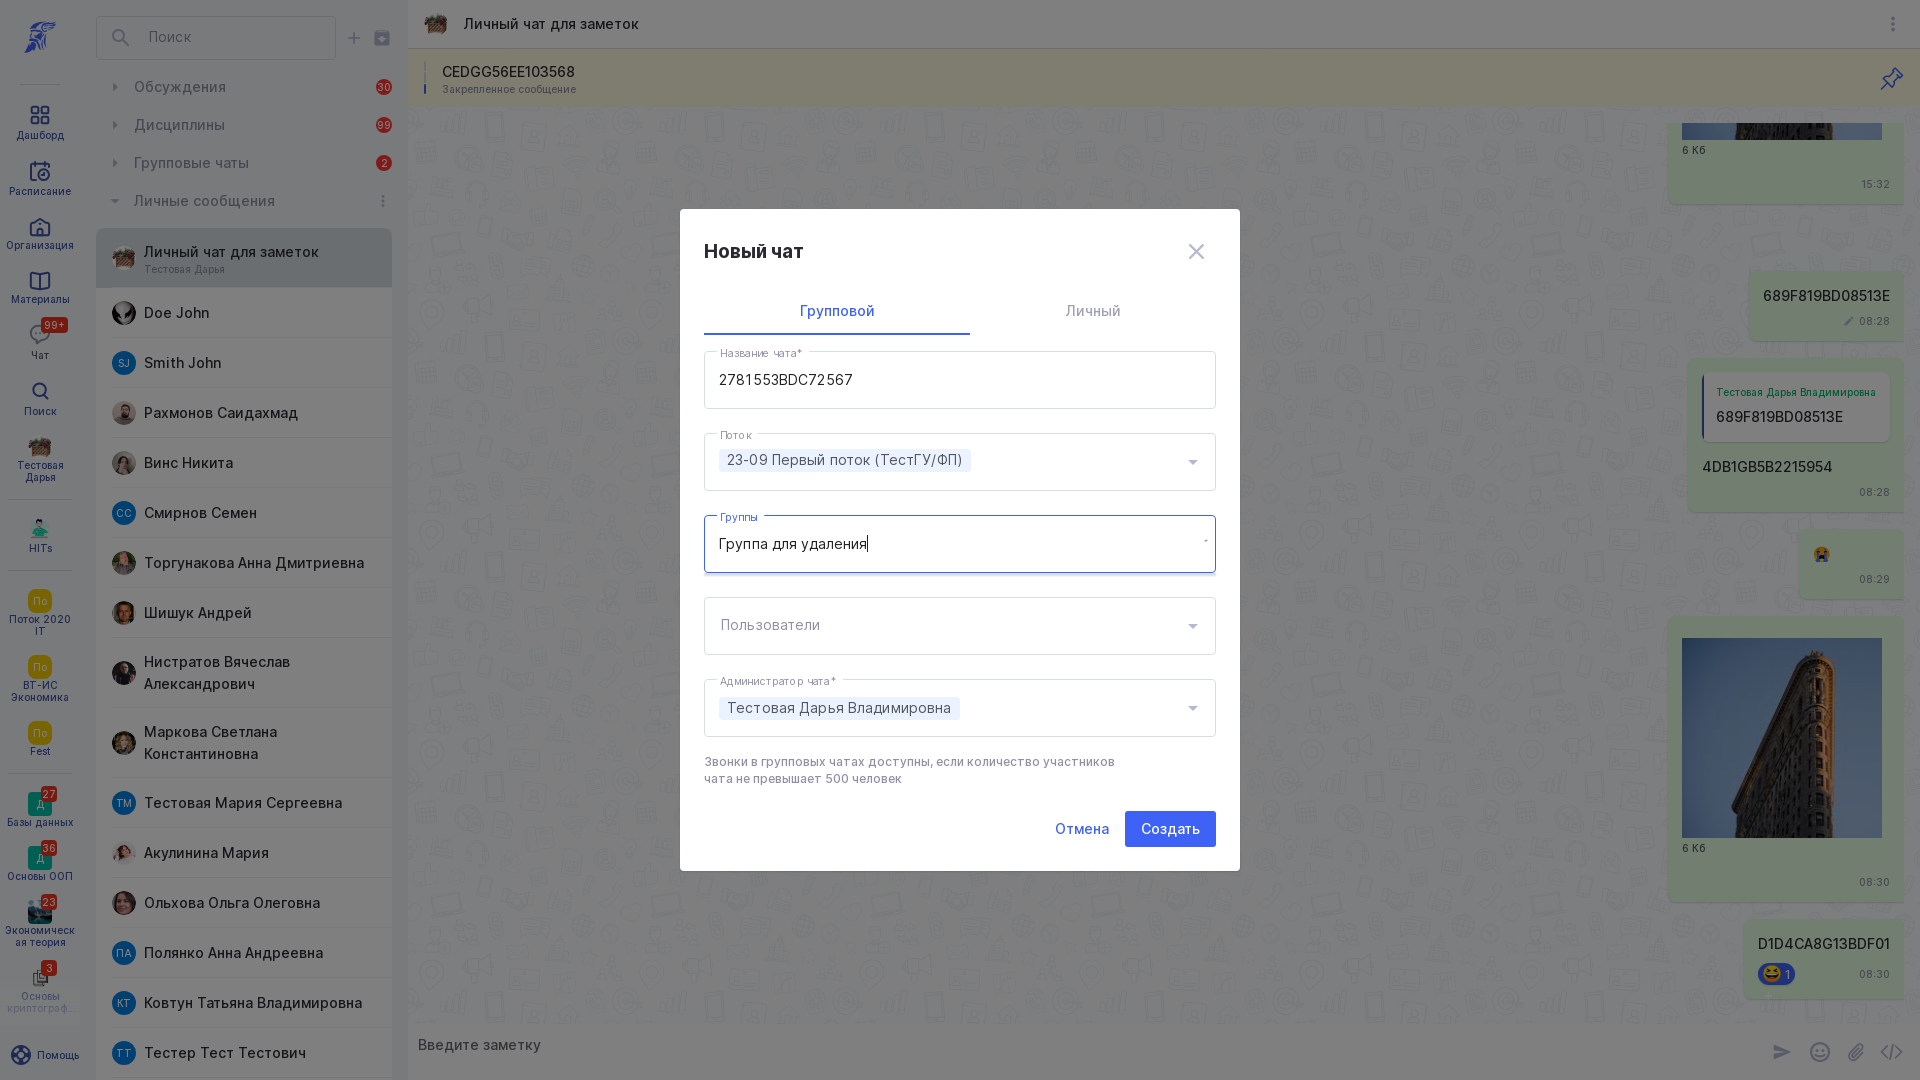 Поиск
Обсуждения
30
Дисциплины
99
Групповые чаты
2
Личные сообщения
Личный чат для заметок
Тестовая Дарья
Doe John
SJ
Smith John
Рахмонов Саидахмад
Винс Никита
СС
Смирнов Семен
Торгунакова Анна Дмитриевна
Шишук Андрей
Нистратов Вячеслав
Александрович
Маркова Светлана
Константиновна
ТМ
Тестовая Мария Сергеевна
Акулинина Мария
Ольхова Ольга Олеговна
ПА
Полянко Анна Андреевна
КТ
Ковтун Татьяна Владимировна
ТТ
Тестер Тест Тестович
Дашборд
Расписание
Организация
Материалы
99+
Чат
Поиск
Тестовая
Дарья
HITs
По
Поток 2020
IT
По
ВТ-ИС
Экономика
По
Fest
27
Д
Базы данных
36
Д
Основы ООП
23
Экономическ
ая теория
3
Основы
криптограф...
Помощь
Личный чат для заметок
CEDGG56EE103568
Закрепленное сообщение
6 Кб
15:32
689F819BD08513E
08:28
Тестовая Дарья Владимировна
689F819BD08513E
4DB1GB5B2215954
08:28
08:29
6 Кб
08:30
D1D4CA8G13BDF01
1
08:30
Введите заметку
Новый чат
Групповой
Личный
Название чата*
2781553BDC72567
Поток
23-09 Первый поток (ТестГУ/ФП)
Группы
Группа для удаления
Пользователи
Администратор чата*
Тестовая Дарья Владимировна
Звонки в групповых чатах доступны, если количество участников
чата не превышает 500 человек
Отмена
Создать